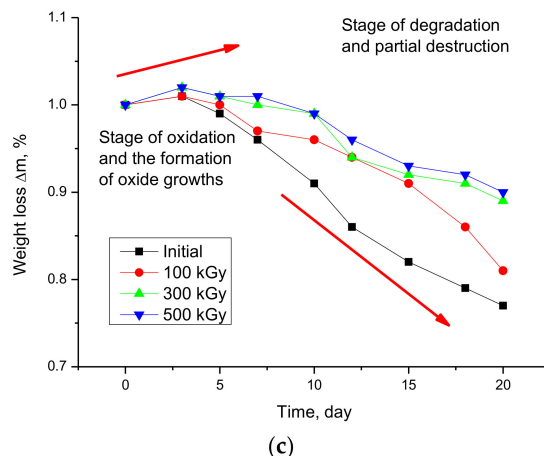 Stage of degradation
and partial destruction
1.1
1.0
0.9
0.8
0.7
Weight loss Δm, %
Stage of oxidation
and the formation
of oxide growths
Initial
100 kGy
300 kGy
500 kGy
0
5
10
15
20
Time, day
(c)